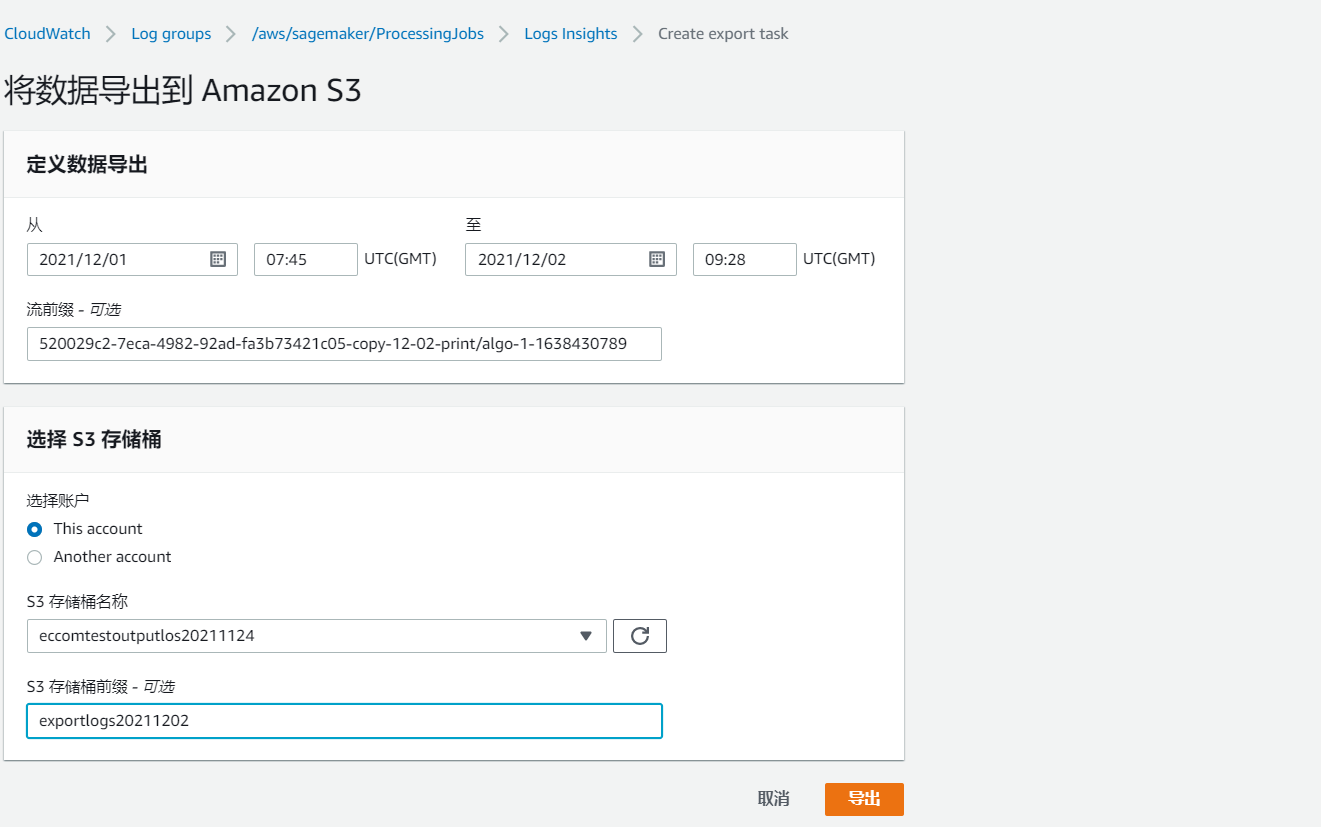 CloudWatch > Log groups > /aws/sagemaker/ProcessingJobs > Logs Insights > Create export task
将数据导出到 Amazon S3
定义数据导出
从 至
2021/12/01 07:45 UTC(GMT) 2021/12/02 09:28 UTC(GMT)
流前缀 - 可选
520029c2-7eca-4982-92ad-fa3b73421c05-copy-12-02-print/algo-1-1638430789
选择 S3 存储桶
选择账户
This account
Another account
S3 存储桶名称
eccomtestoutputlos20211124
S3 存储桶前缀 - 可选
exportlogs20211202
取消 导出